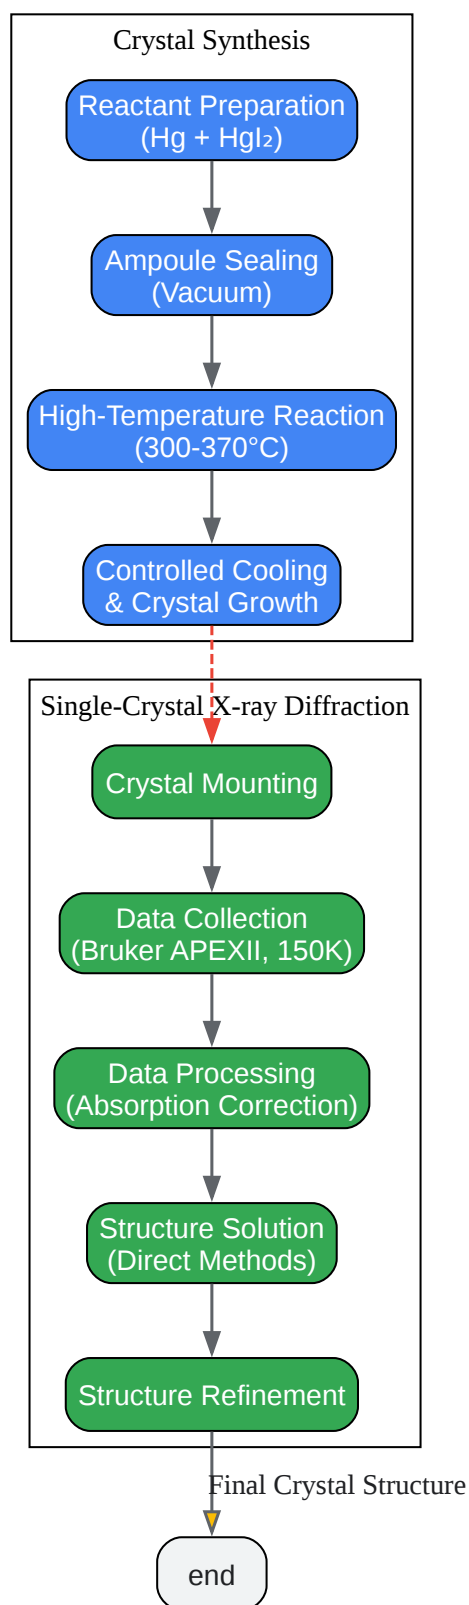 Crystal Synthesis
Reactant Preparation
(Hg + HgI₂)
Ampoule Sealing
(Vacuum)
High-Temperature Reaction
(300-370°C)
Controlled Cooling
& Crystal Growth
Single-Crystal X-ray Diffraction
Crystal Mounting
Data Collection
(Bruker APEXII, 150K)
Data Processing
(Absorption Correction)
Structure Solution
(Direct Methods)
Structure Refinement
Final Crystal Structure
end